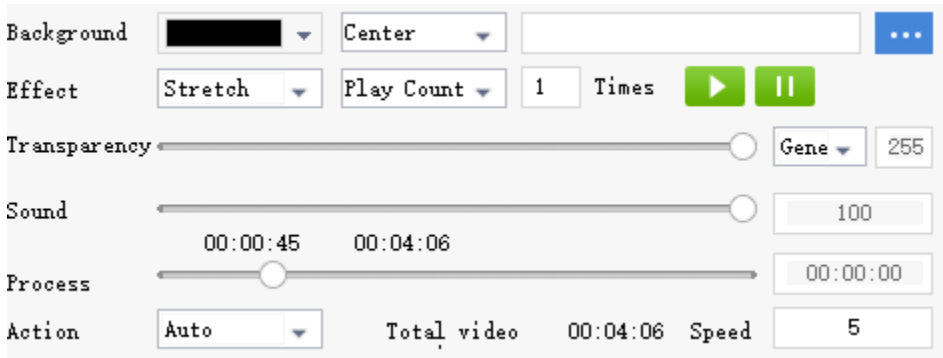 Background Center ...
Effect Stretch Play Count 1 Times
Transparency Gene 255
Sound 100
00:00:45 00:04:06
Process 00:00:00
Action Auto Total video 00:04:06 Speed 5